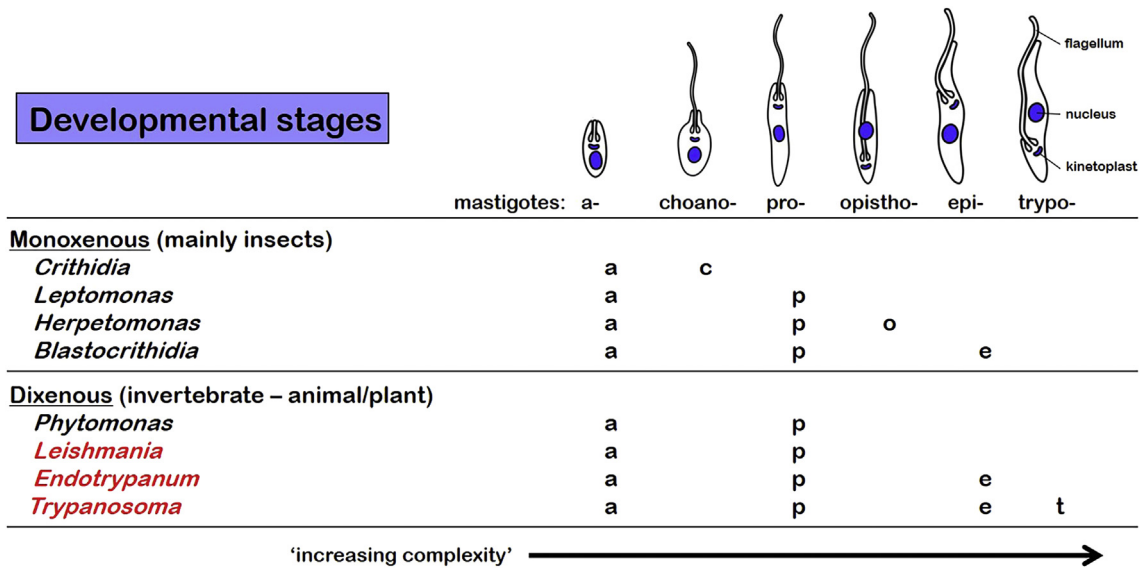 flagellum
Developmental stages
nucleus
kinetoplast
mastigotes: a- choano- pro- opistho- epi- trypo-
Monoxenous (mainly insects)
Crithidia a c
Leptomonas a p
Herpetomonas a p o
Blastocrithidia a p e
Dixenous (invertebrate – animal/plant)
Phytomonas a p
Leishmania a p
Endotrypanum a p e
Trypanosoma a p e t
‘increasing complexity’